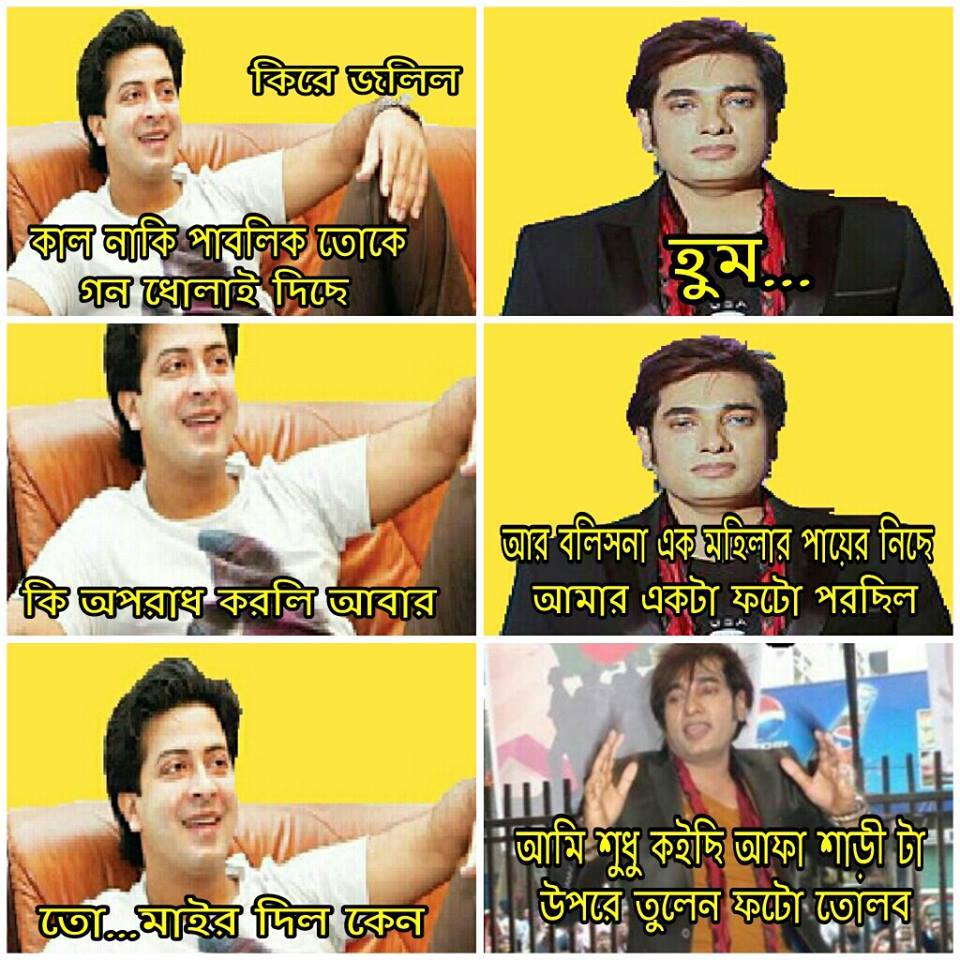 কিরে জলিল
কাল নাকি পাবলিক তোকে
গন ধোলাই দিছে
হুম...
কি অপরাধ করলি আবার
আর বলিসনা এক মহিলার পায়ের নিছে
আমার একটা ফটো পরছিল
তো...মাইর দিল কেন
আমি শুধু কইছি আফা শাড়ী টা
উপরে তুলেন ফটো তোলব